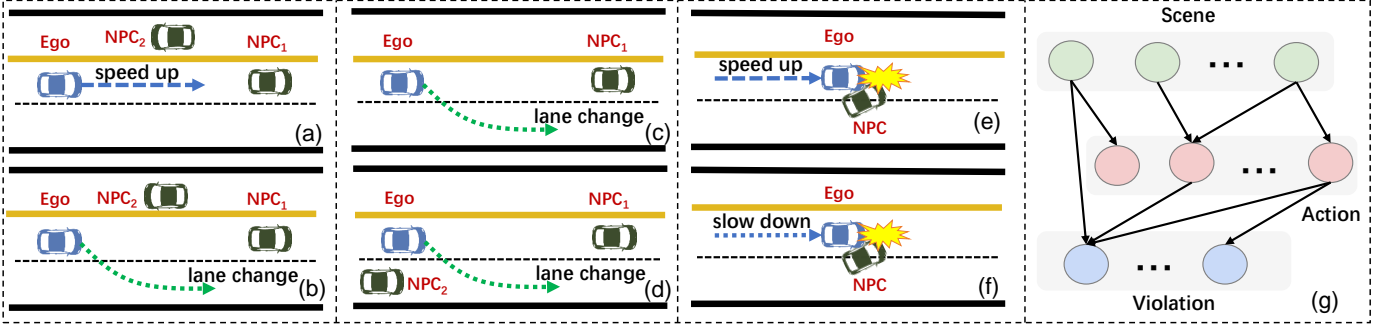 Ego NPC₂ NPC₁
speed up
(a)
Ego NPC₂ NPC₁
lane change
(b)
Ego NPC₁
lane change
(c)
Ego NPC₁
lane change
NPC₂
(d)
Ego
speed up
NPC
(e)
Ego
slow down
NPC
(f)
Scene
...
...
Action
...
Violation
(g)